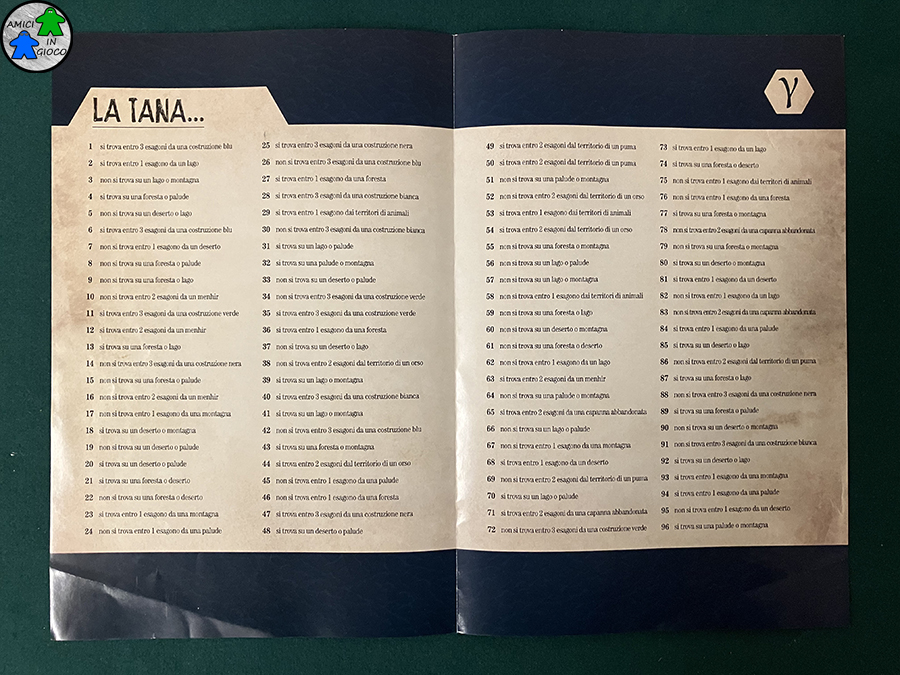 AMICI
IN
GIOCO
LA TANA...
γ
1 si trova entro 3 esagoni da una costruzione blu
2 si trova entro 1 esagono da un lago
3 non si trova su un lago o montagna
4 si trova su una foresta o palude
5 non si trova su un deserto o lago
6 si trova entro 3 esagoni da una costruzione blu
7 non si trova entro 1 esagono da un deserto
8 non si trova su una foresta o palude
9 non si trova su una foresta o lago
10 non si trova entro 2 esagoni da un menhir
11 si trova entro 3 esagoni da una costruzione verde
12 si trova entro 2 esagoni da un menhir
13 si trova su una foresta o lago
14 non si trova entro 3 esagoni da una costruzione nera
15 non si trova su una foresta o palude
16 non si trova entro 2 esagoni da un menhir
17 non si trova entro 1 esagono da una montagna
18 si trova su un deserto o montagna
19 non si trova su un deserto o palude
20 si trova su un deserto o palude
21 si trova su una foresta o deserto
22 non si trova su una foresta o deserto
23 si trova entro 1 esagono da una montagna
24 non si trova entro 1 esagono da una palude
25 si trova entro 3 esagoni da una costruzione nera
26 non si trova entro 3 esagoni da una costruzione blu
27 si trova entro 1 esagono da una foresta
28 si trova entro 3 esagoni da una costruzione bianca
29 si trova entro 1 esagono dai territori di animali
30 non si trova entro 3 esagoni da una costruzione bianca
31 si trova su un lago o palude
32 si trova su una palude o montagna
33 non si trova su un deserto o palude
34 non si trova entro 3 esagoni da una costruzione verde
35 si trova entro 3 esagoni da una costruzione verde
36 si trova entro 1 esagono da una foresta
37 non si trova su un deserto o lago
38 non si trova entro 2 esagoni dal territorio di un orso
39 si trova su un lago o montagna
40 si trova entro 3 esagoni da una costruzione bianca
41 si trova su un lago o montagna
42 non si trova entro 3 esagoni da una costruzione blu
43 si trova su una foresta o montagna
44 si trova entro 2 esagoni dal territorio di un orso
45 non si trova entro 1 esagono da una palude
46 non si trova entro 1 esagono da una foresta
47 si trova entro 3 esagoni da una costruzione nera
48 si trova su un deserto o palude
49 si trova entro 2 esagoni dal territorio di un puma
50 si trova entro 2 esagoni dal territorio di un puma
51 non si trova su una palude o montagna
52 non si trova entro 2 esagoni dal territorio di un orso
53 si trova entro 1 esagono dai territori di animali
54 si trova entro 2 esagoni dal territorio di un orso
55 non si trova su una foresta o montagna
56 non si trova su un lago o palude
57 non si trova su un lago o montagna
58 non si trova entro 1 esagono dai territori di animali
59 non si trova su una foresta o lago
60 non si trova su un deserto o montagna
61 non si trova su una foresta o deserto
62 non si trova entro 1 esagono da un lago
63 si trova entro 2 esagoni da un menhir
64 non si trova su una palude o montagna
65 si trova entro 2 esagoni da una capanna abbandonata
66 non si trova su un lago o palude
67 non si trova entro 1 esagono da una montagna
68 si trova entro 1 esagono da un deserto
69 non si trova entro 2 esagoni dal territorio di un puma
70 si trova su un lago o palude
71 si trova entro 2 esagoni da una capanna abbandonata
72 non si trova entro 3 esagoni da una costruzione verde
73 si trova entro 1 esagono da un lago
74 si trova su una foresta o deserto
75 non si trova entro 1 esagono dai territori di animali
76 non si trova entro 1 esagono da una foresta
77 si trova su una foresta o montagna
78 non si trova entro 2 esagoni da una capanna abbandonata
79 non si trova su una foresta o montagna
80 si trova su un deserto o montagna
81 si trova entro 1 esagono da un deserto
82 non si trova entro 1 esagono da un lago
83 non si trova entro 2 esagoni da una capanna abbandonata
84 si trova entro 1 esagono da una palude
85 si trova su un deserto o lago
86 non si trova entro 2 esagoni dal territorio di un puma
87 si trova su una foresta o lago
88 non si trova entro 3 esagoni da una costruzione nera
89 si trova su una foresta o palude
90 non si trova su un deserto o montagna
91 non si trova entro 3 esagoni da una costruzione bianca
92 si trova su un deserto o lago
93 si trova entro 1 esagono da una montagna
94 si trova entro 1 esagono da una palude
95 non si trova entro 1 esagono da un deserto
96 si trova su una palude o montagna